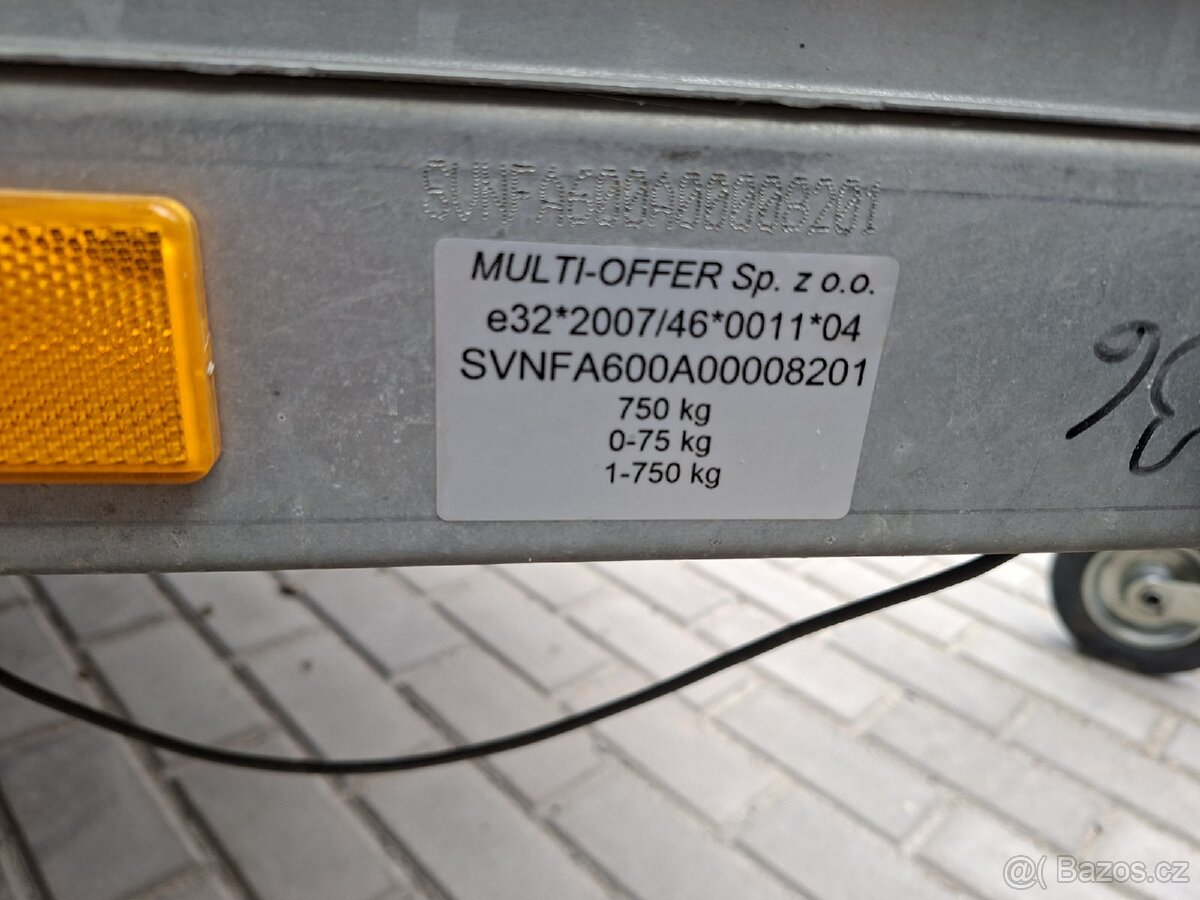 SVNFA600A00008201
MULTI-OFFER Sp. z o.o.
e32*2007/46*0011*04
SVNFA600A00008201
750 kg
0-75 kg
1-750 kg
36
@( Bazos.cz